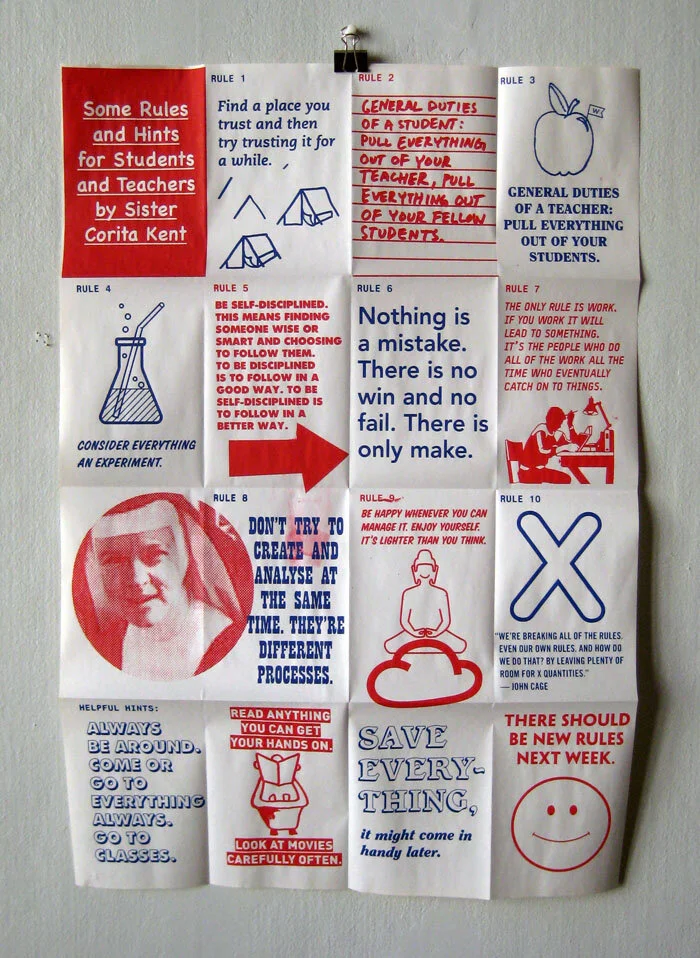 Some Rules
and Hints
for Students
and Teachers
by Sister
Corita Kent
RULE 1
Find a place you
trust and then
try trusting it for
a while.
RULE 2
GENERAL DUTIES
OF A STUDENT:
PULL EVERYTHING
OUT OF YOUR
TEACHER, PULL
EVERYTHING OUT
OF YOUR FELLOW
STUDENTS.
RULE 3
W
GENERAL DUTIES
OF A TEACHER:
PULL EVERYTHING
OUT OF YOUR
STUDENTS.
RULE 4
CONSIDER EVERYTHING
AN EXPERIMENT.
RULE 5
BE SELF-DISCIPLINED.
THIS MEANS FINDING
SOMEONE WISE OR
SMART AND CHOOSING
TO FOLLOW THEM.
TO BE DISCIPLINED
IS TO FOLLOW IN A
GOOD WAY. TO BE
SELF-DISCIPLINED IS
TO FOLLOW IN A
BETTER WAY.
RULE 6
Nothing is
a mistake.
There is no
win and no
fail. There is
only make.
RULE 7
THE ONLY RULE IS WORK.
IF YOU WORK IT WILL
LEAD TO SOMETHING.
IT'S THE PEOPLE WHO DO
ALL OF THE WORK ALL THE
TIME WHO EVENTUALLY
CATCH ON TO THINGS.
RULE 8
DON'T TRY TO
CREATE AND
ANALYSE AT
THE SAME
TIME. THEY'RE
DIFFERENT
PROCESSES.
RULE 9
BE HAPPY WHENEVER YOU CAN
MANAGE IT. ENJOY YOURSELF.
IT'S LIGHTER THAN YOU THINK.
RULE 10
X
"WE'RE BREAKING ALL OF THE RULES.
EVEN OUR OWN RULES. AND HOW DO
WE DO THAT? BY LEAVING PLENTY OF
ROOM FOR X QUANTITIES."
— JOHN CAGE
HELPFUL HINTS:
ALWAYS
BE AROUND.
COME OR
GO TO
EVERYTHING
ALWAYS.
GO TO
CLASSES.
READ ANYTHING
YOU CAN GET
YOUR HANDS ON.
LOOK AT MOVIES
CAREFULLY OFTEN.
SAVE
EVERY-
THING,
it might come in
handy later.
THERE SHOULD
BE NEW RULES
NEXT WEEK.